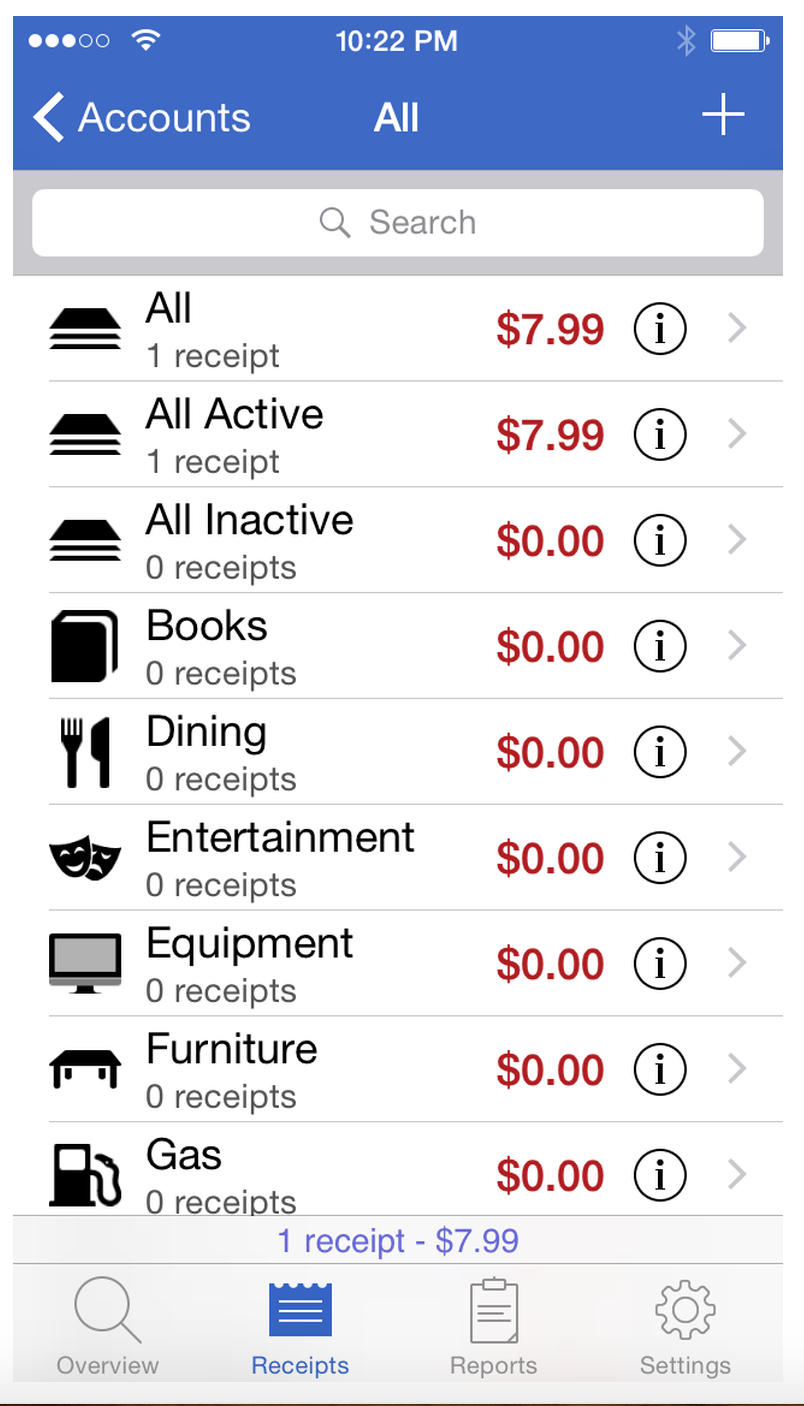 10:22 PM
Accounts All +
Search
All
1 receipt
$7.99
i
All Active
1 receipt
$7.99
i
All Inactive
0 receipts
$0.00
i
Books
0 receipts
$0.00
i
Dining
0 receipts
$0.00
i
Entertainment
0 receipts
$0.00
i
Equipment
0 receipts
$0.00
i
Furniture
0 receipts
$0.00
i
Gas
0 receipts
$0.00
i
1 receipt - $7.99
Overview Receipts Reports Settings